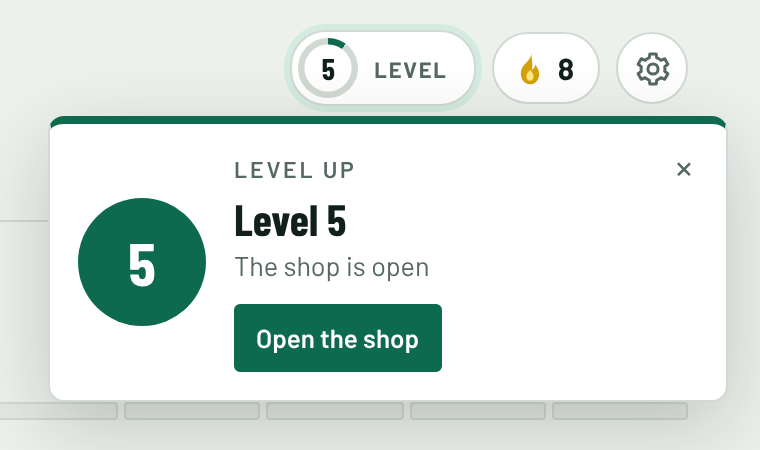 5 LEVEL 8
LEVEL UP
Level 5
5
The shop is open
Open the shop